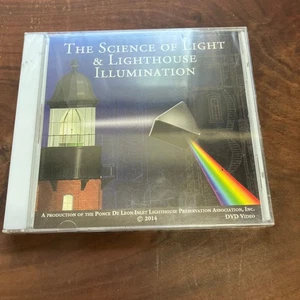 The Science of Light
& Lighthouse
Illumination
A production of the Ponce De Leon Inlet Lighthouse Preservation Association, Inc.
© 2014
DVD Video